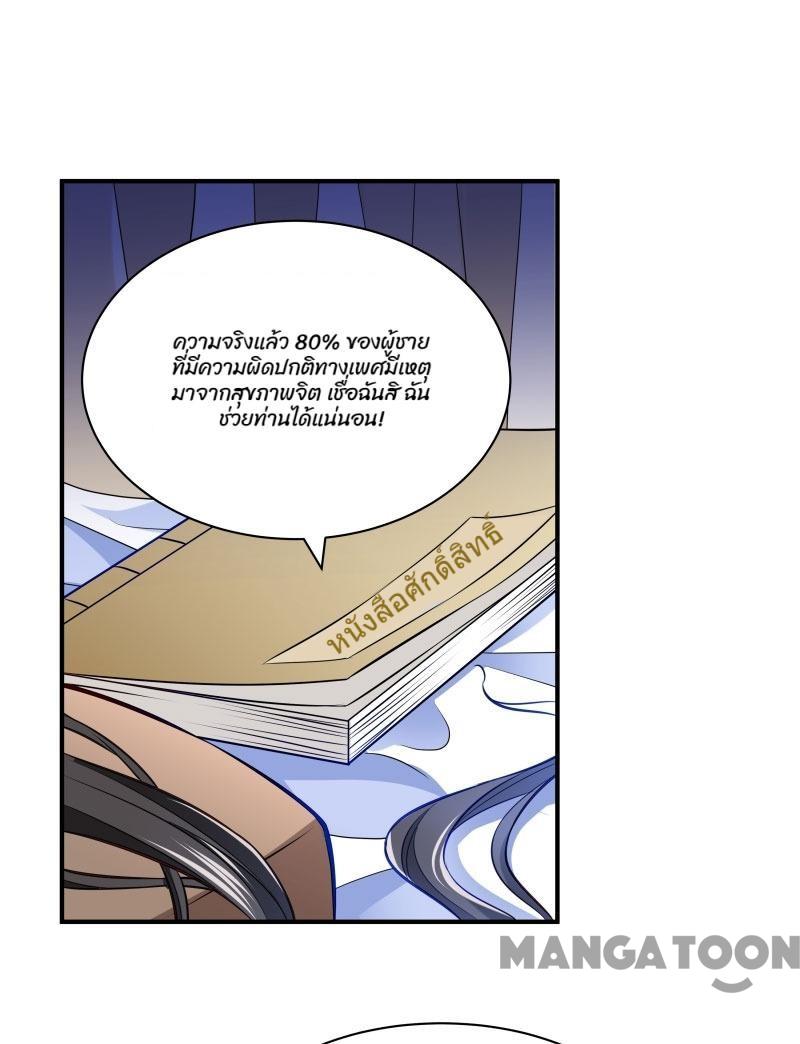 ความจริงแล้ว 80% ของผู้ชาย
ที่มีความผิดปกติทางเพศมีเหตุ
มาจากสุขภาพจิต เชื่อฉันสิ ฉัน
ช่วยท่านได้แน่นอน!
หนังสือศักดิ์สิทธิ์
MANGATOON